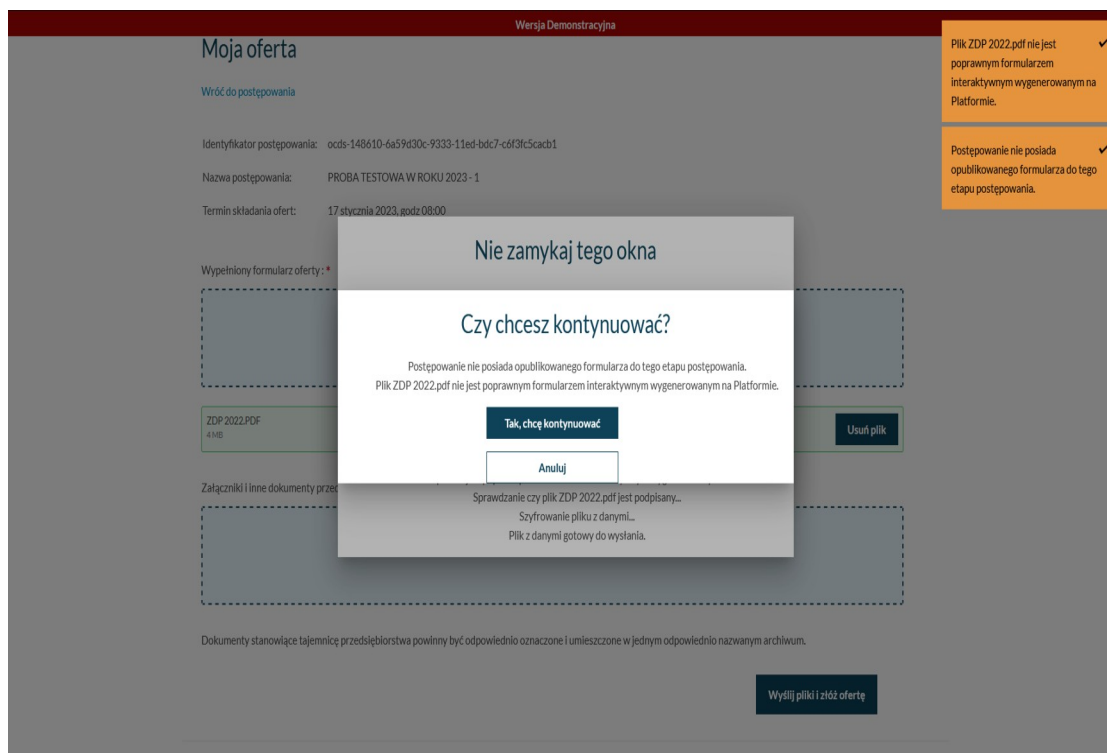 Wersja Demonstracyjna
Moja oferta
Wróć do postępowania
Identyfikator postępowania: ocds-148610-6a59d30c-9333-11ed-bdc7-c6f3fc5cacb1
Nazwa postępowania: PROBA TESTOWA W ROKU 2023 - 1
Termin składania ofert: 17 stycznia 2023, godz 08:00
Plik ZDP 2022.pdf nie jest
poprawnym formularzem
interaktywnym wygenerowanym na
Platformie.
Postępowanie nie posiada
opublikowanego formularza do tego
etapu postępowania.
Wypełniony formularz oferty : *
Nie zamykaj tego okna
Czy chcesz kontynuować?
Postępowanie nie posiada opublikowanego formularza do tego etapu postępowania.
Plik ZDP 2022.pdf nie jest poprawnym formularzem interaktywnym wygenerowanym na Platformie.
Tak, chcę kontynuować
Anuluj
ZDP 2022.PDF
4 MB
Usuń plik
Załączniki i inne dokumenty
Sprawdzanie czy plik ZDP 2022.pdf jest podpisany...
Szyfrowanie pliku z danymi...
Plik z danymi gotowy do wysłania.
Dokumenty stanowiące tajemnicę przedsiębiorstwa powinny być odpowiednio oznaczone i umieszczone w jednym odpowiednio nazwanym archiwum.
Wyślij pliki i złóż ofertę